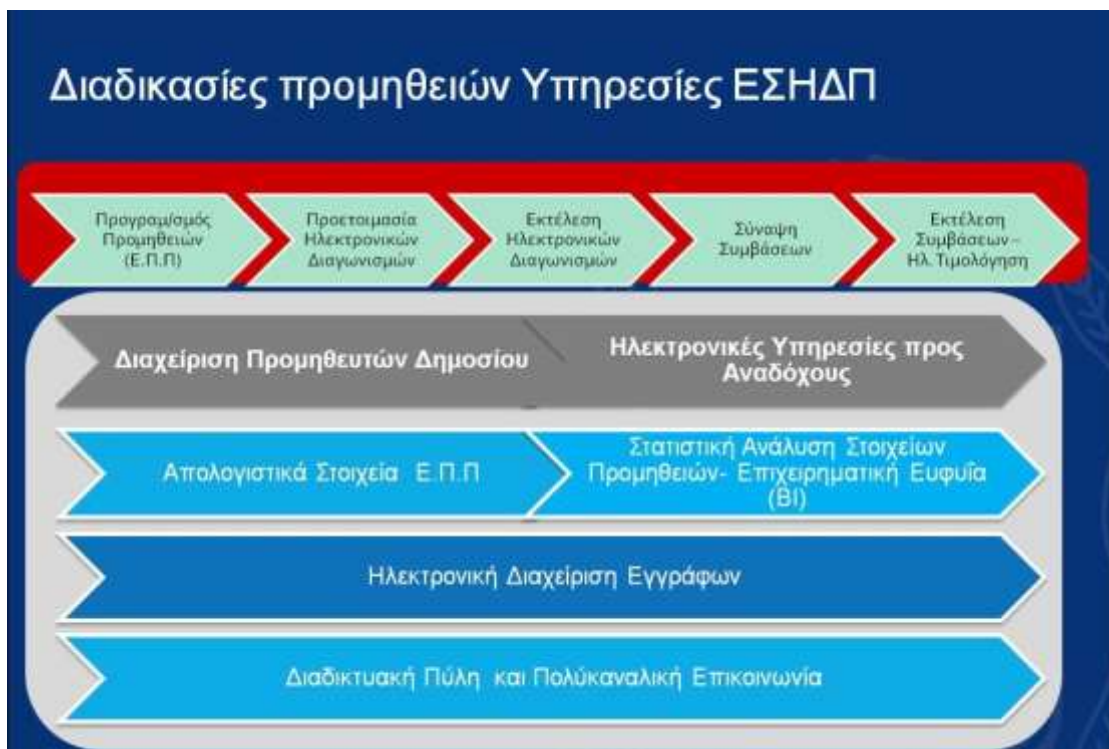 Διαδικασίες προμηθειών Υπηρεσίες ΕΣΗΔΠ
Προγραμ/σμός
Προμηθειών
(Ε.Π.Π)
Προετοιμασία
Ηλεκτρονικών
Διαγωνισμών
Εκτέλεση
Ηλεκτρονικών
Διαγωνισμών
Σύναψη
Συμβάσεων
Εκτέλεση
Συμβάσεων –
Ηλ. Τιμολόγηση
Διαχείριση Προμηθευτών Δημοσίου
Ηλεκτρονικές Υπηρεσίες προς
Αναδόχους
Απολογιστικά Στοιχεία Ε.Π.Π
Στατιστική Ανάλυση Στοιχείων
Προμηθειών- Επιχειρηματική Ευφυΐα
(BI)
Ηλεκτρονική Διαχείριση Εγγράφων
Διαδικτυακή Πύλη και Πολύκαναλική Επικοινωνία